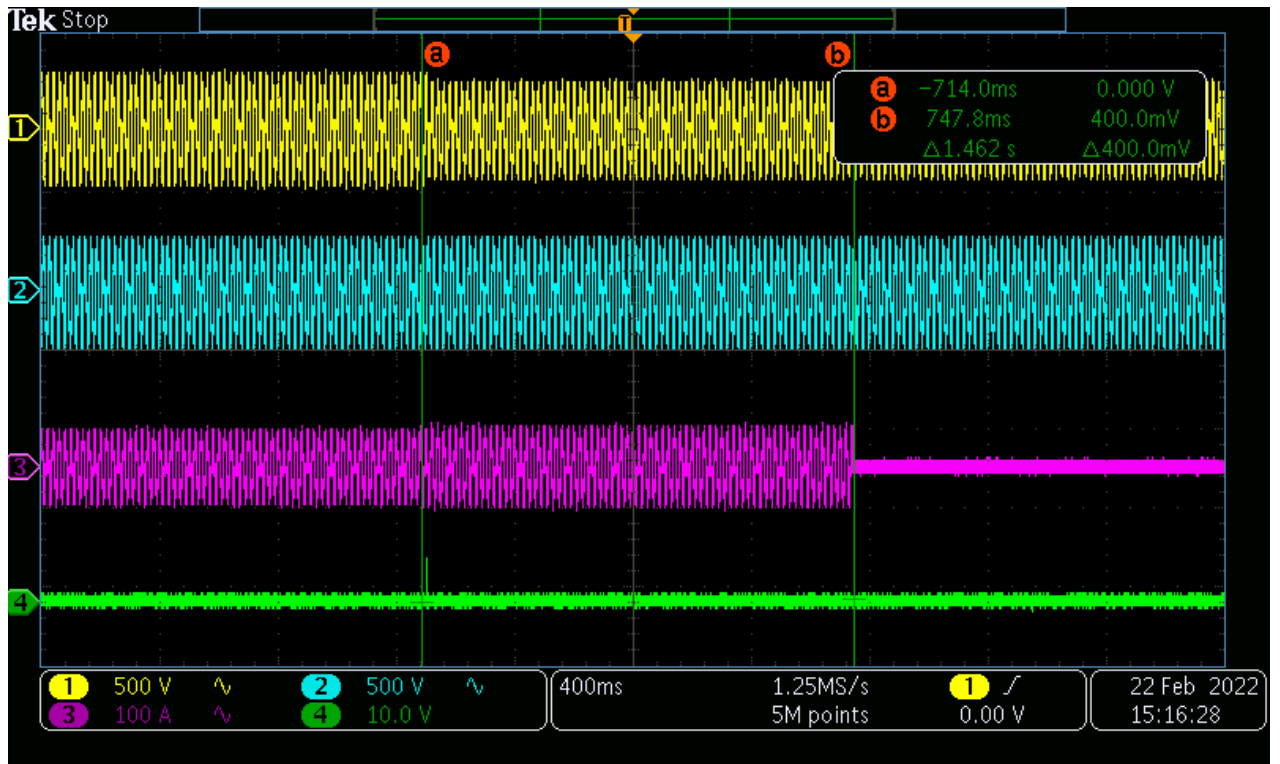 Tek Stop
T
a b
a -714.0ms 0.000 V
b 747.8ms 400.0mV
Δ1.462 s Δ400.0mV
1
2
3
4
1 500 V 2 500 V 400ms 1.25MS/s 1 0.00 V 22 Feb 2022
3 100 A 4 10.0 V 5M points 15:16:28